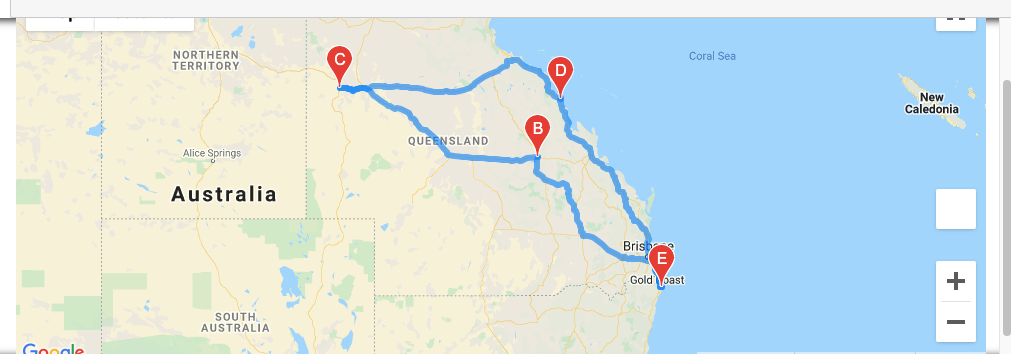 NORTHERN
TERRITORY
C
Coral Sea
D
New
Caledonia
B
QUEENSLAND
Alice Springs
Australia
Brisbane
E
Gold Coast
SOUTH
AUSTRALIA
Google